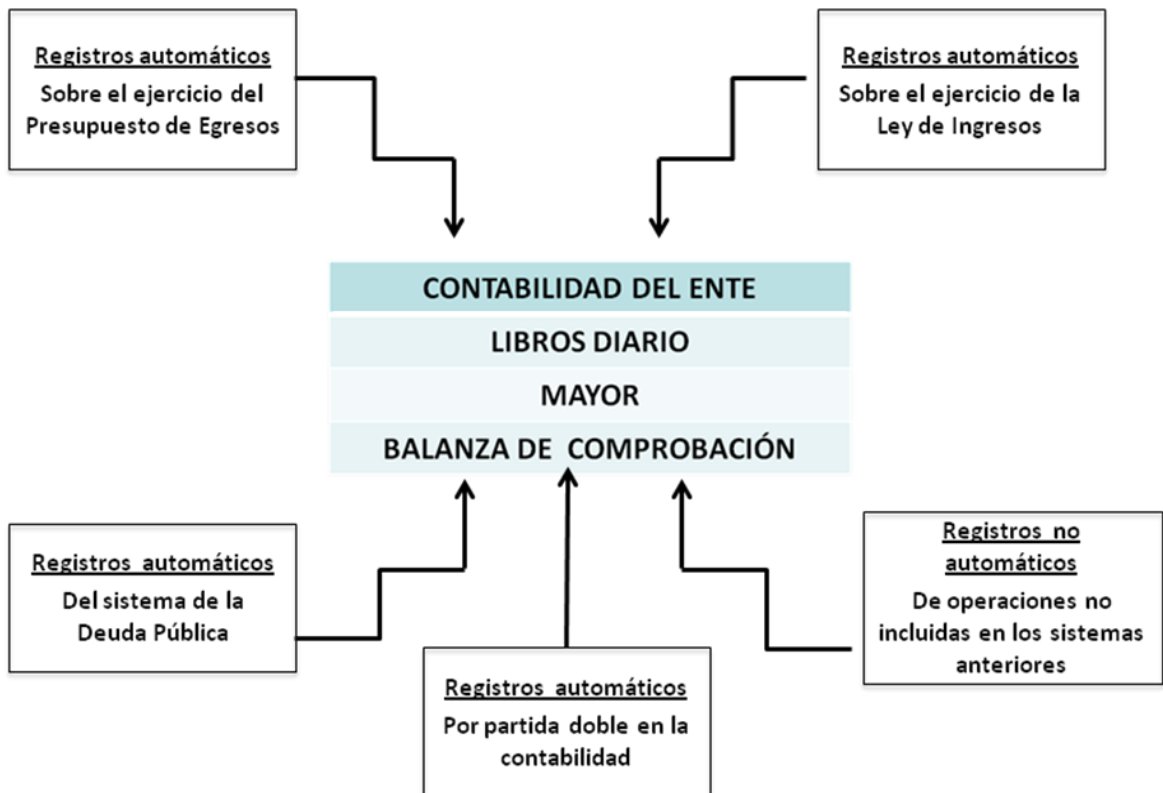 Registros automáticos
Sobre el ejercicio del
Presupuesto de Egresos
Registros automáticos
Sobre el ejercicio de la
Ley de Ingresos
CONTABILIDAD DEL ENTE
LIBROS DIARIO
MAYOR
BALANZA DE COMPROBACIÓN
Registros automáticos
Del sistema de la
Deuda Pública
Registros automáticos
Por partida doble en la
contabilidad
Registros no
automáticos
De operaciones no
incluidas en los sistemas
anteriores